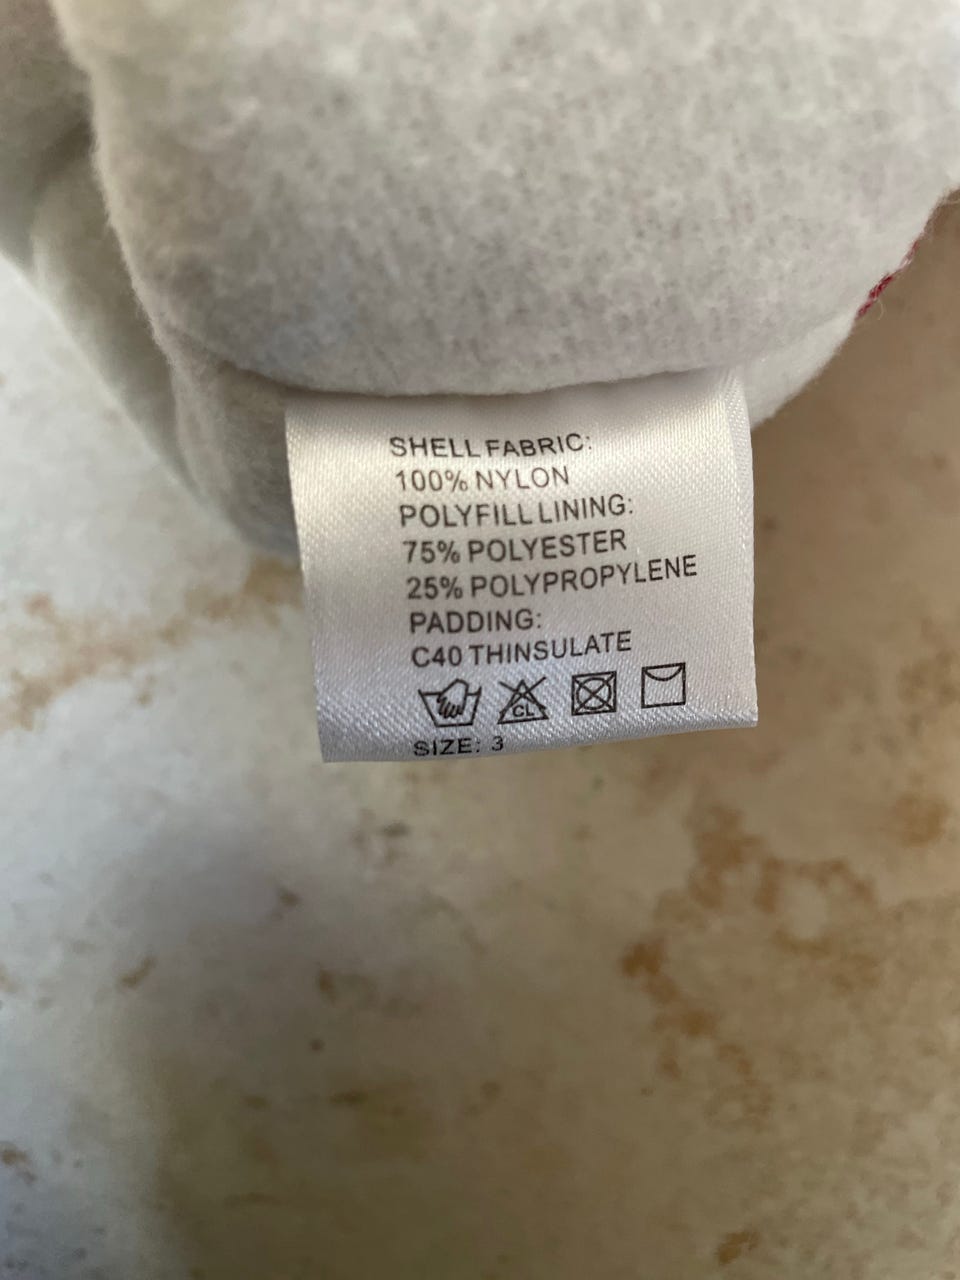 SHELL FABRIC:
100% NYLON
POLYFILL LINING:
75% POLYESTER
25% POLYPROPYLENE
PADDING:
C40 THINSULATE
CL
SIZE: 3